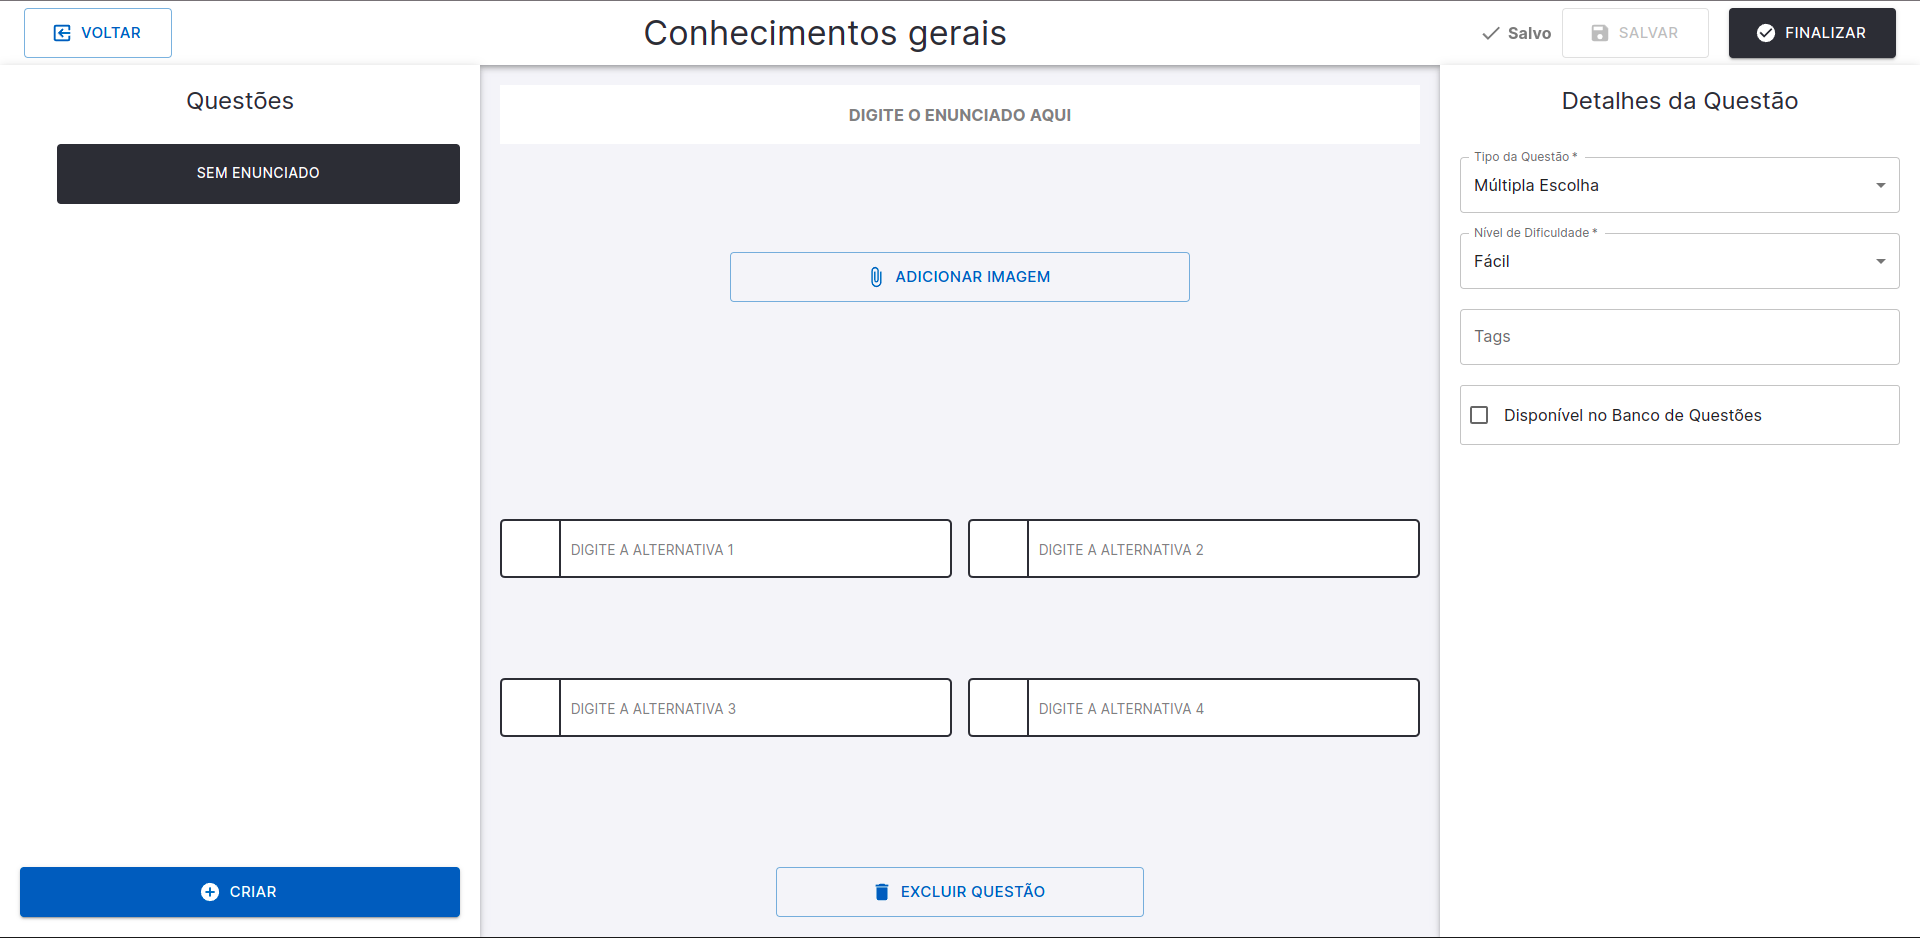 VOLTAR
Conhecimentos gerais
Salvo
SALVAR
FINALIZAR
Questões
SEM ENUNCIADO
CRIAR
DIGITE O ENUNCIADO AQUI
ADICIONAR IMAGEM
DIGITE A ALTERNATIVA 1
DIGITE A ALTERNATIVA 2
DIGITE A ALTERNATIVA 3
DIGITE A ALTERNATIVA 4
EXCLUIR QUESTÃO
Detalhes da Questão
Tipo da Questão *
Múltipla Escolha
Nível de Dificuldade *
Fácil
Tags
Disponível no Banco de Questões